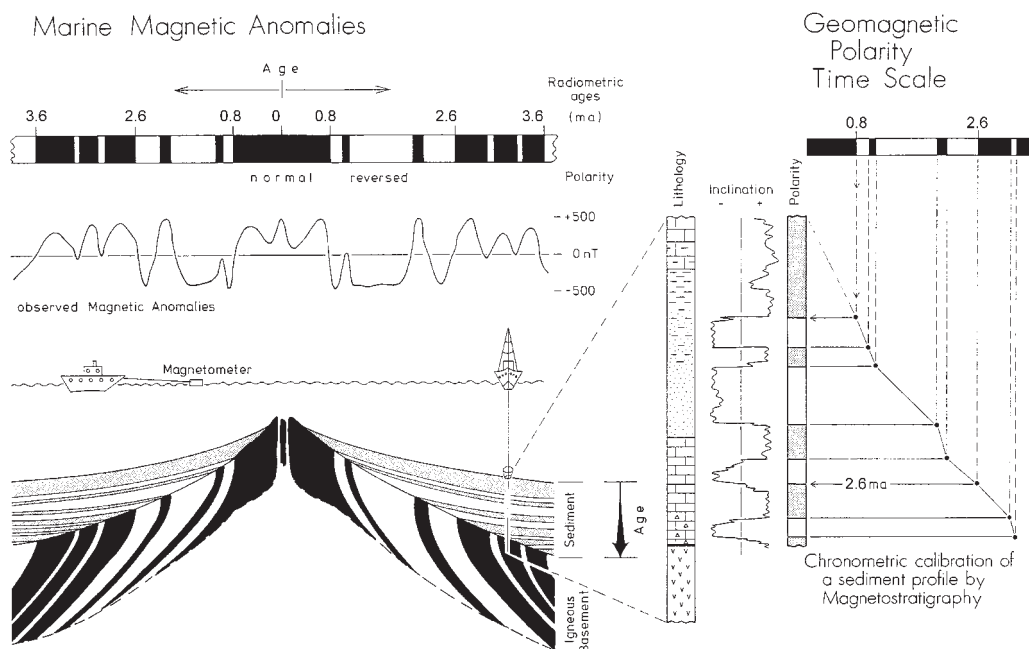 Marine Magnetic Anomalies
Geomagnetic
Polarity
Time Scale
Age
Radiometric
ages
(ma)
3.6 2.6 0.8 0 0.8 2.6 3.6
0.8 2.6
normal reversed
Polarity
+500
0 nT
-500
observed Magnetic Anomalies
Magnetometer
Sediment
Age
Igneous
Basement
Lithology
Inclination
- +
Polarity
2.6 ma
Chronometric calibration of
a sediment profile by
Magnetostratigraphy